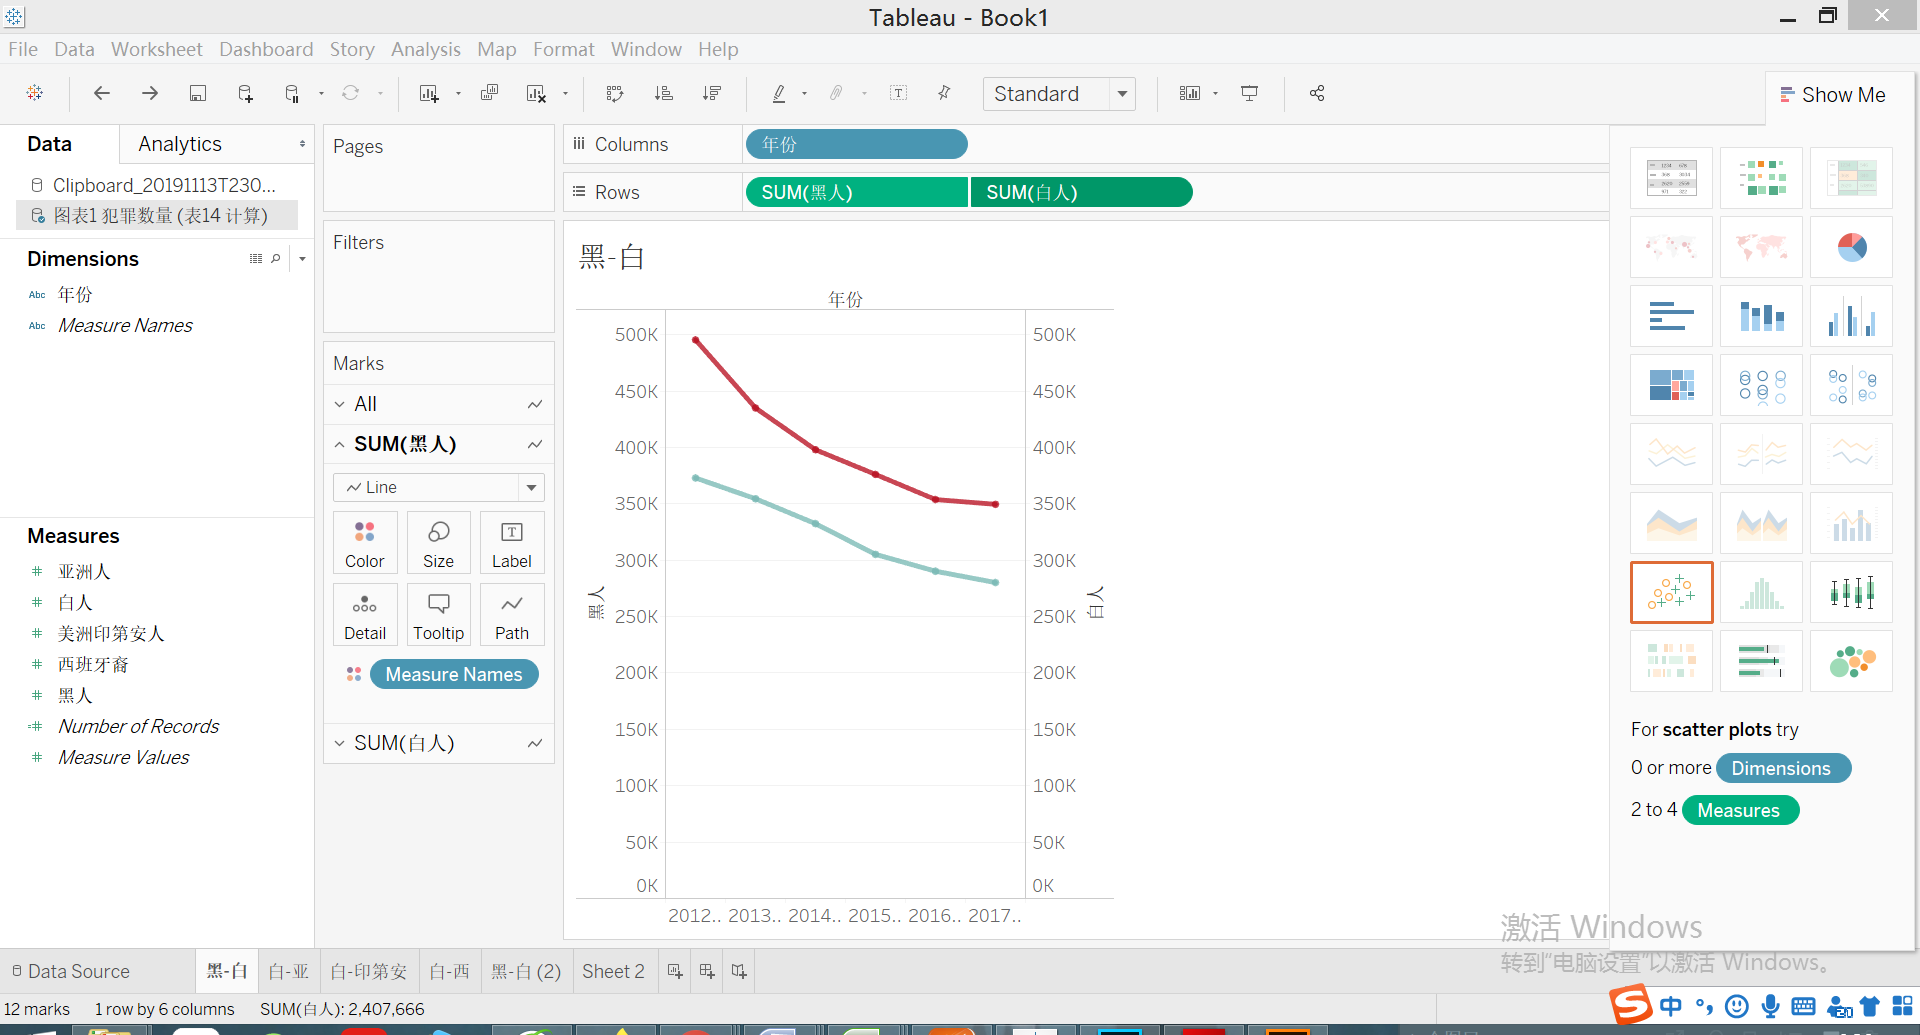 Tableau - Book1
File Data Worksheet Dashboard Story Analysis Map Format Window Help
Standard
Show Me
Data
Analytics
Clipboard_20191113T230...
图表1 犯罪数量 (表14 计算)
Dimensions
Abc 年份
Abc Measure Names
Measures
亚洲人
白人
美洲印第安人
西班牙裔
黑人
Number of Records
Measure Values
Pages
Filters
Marks
All
SUM(黑人)
Line
Color Size Label
Detail Tooltip Path
Measure Names
SUM(白人)
Columns 年份
Rows SUM(黑人) SUM(白人)
黑-白
年份
500K 500K
450K 450K
400K 400K
350K 350K
300K 300K
250K 250K
200K 200K
150K 150K
100K 100K
50K 50K
0K 0K
黑人
白人
2012.. 2013.. 2014.. 2015.. 2016.. 2017..
For scatter plots try
0 or more Dimensions
2 to 4 Measures
激活 Windows
转到“电脑设置”以激活 Windows。
Data Source 黑-白 白-亚 白-印第安 白-西 黑-白 (2) Sheet 2
12 marks 1 row by 6 columns SUM(白人): 2,407,666
中